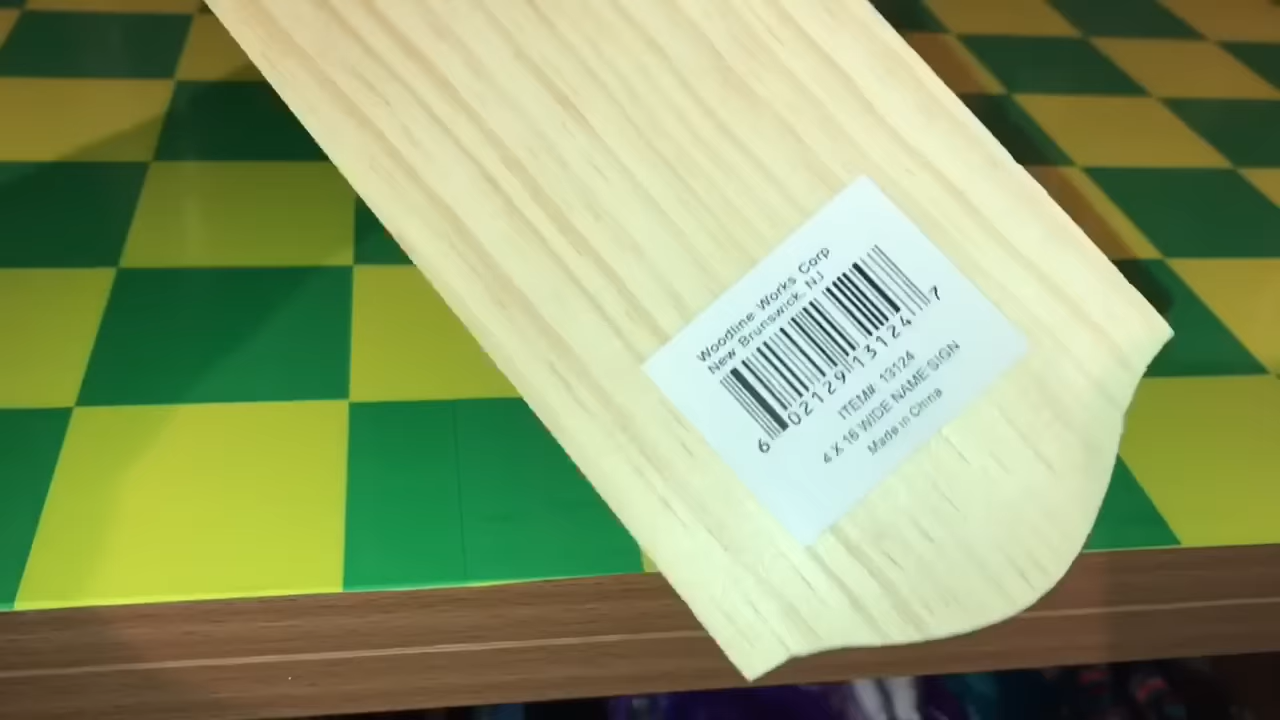 Woodline Works Corp
New Brunswick, NJ
6 02129 13124 7
ITEM# 13124
4 X 16 WIDE NAME SIGN
Made in China